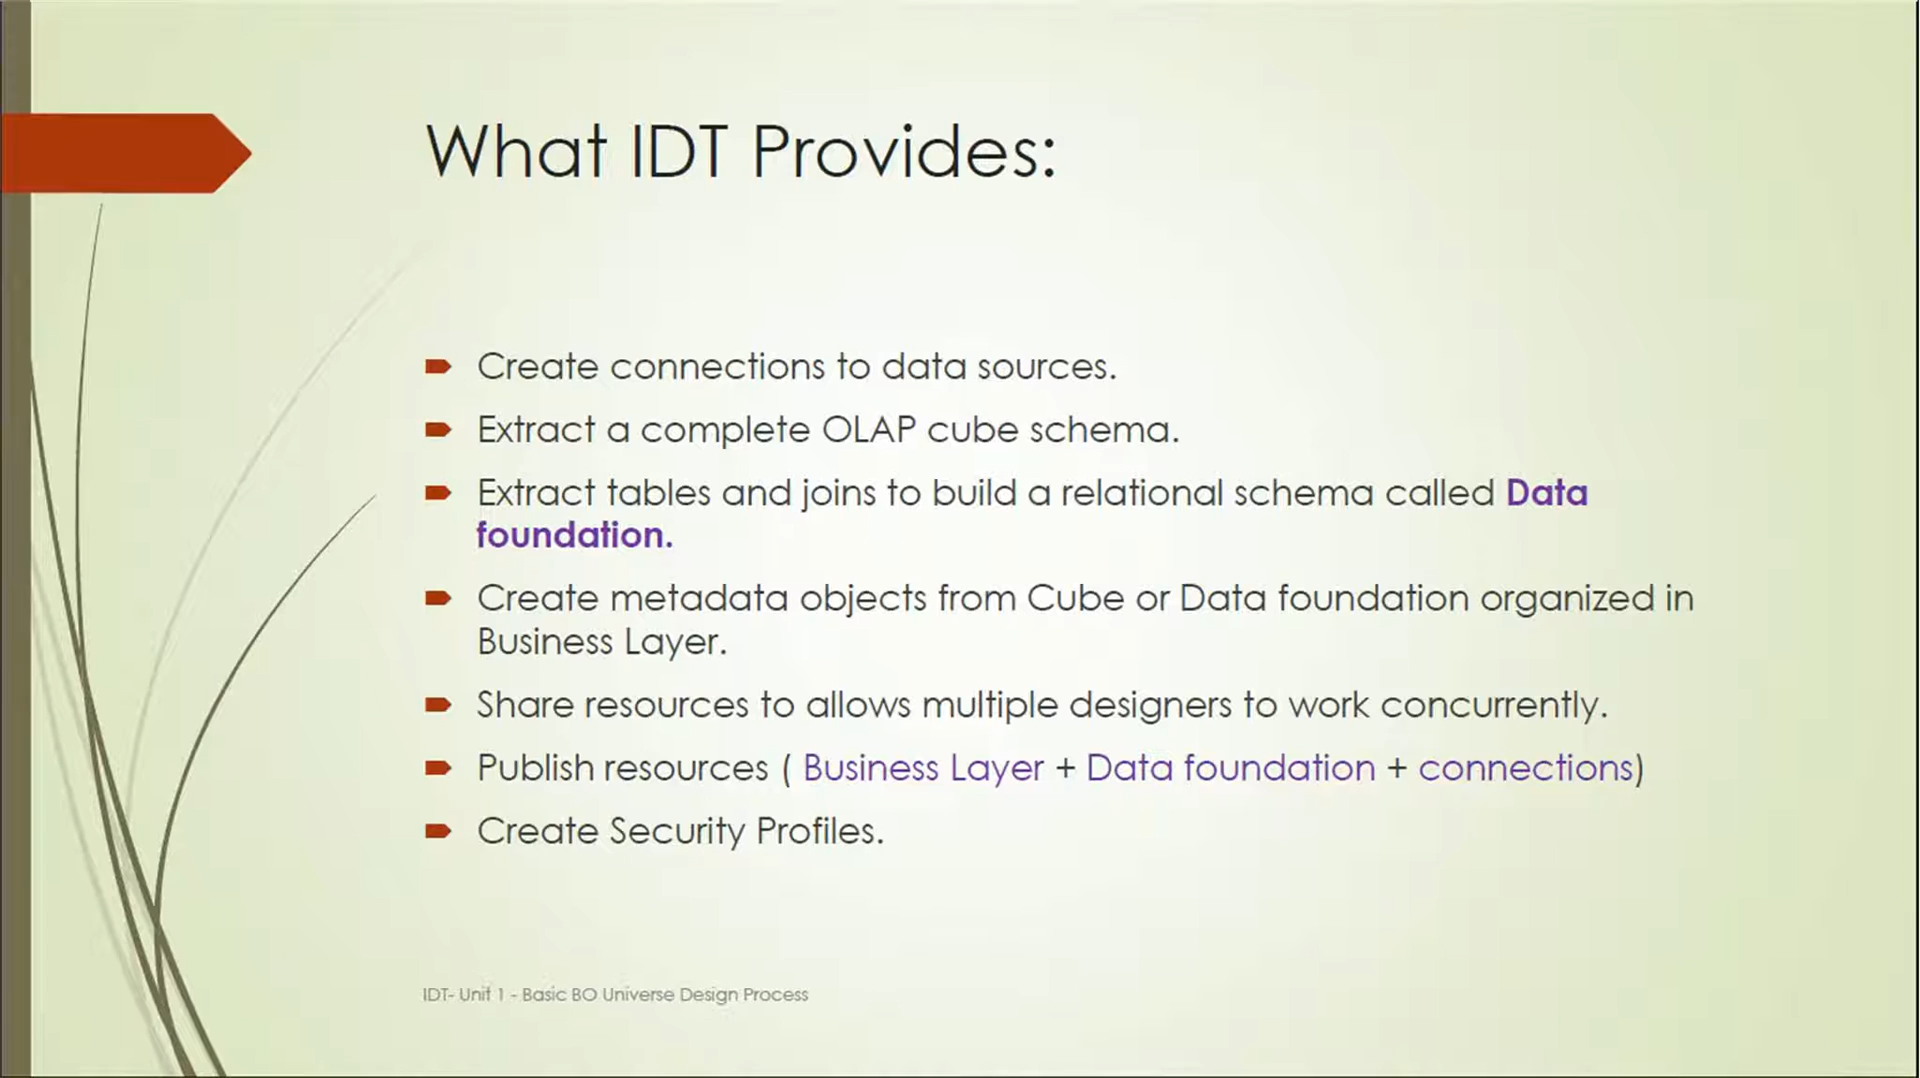 What IDT Provides:
Create connections to data sources.
Extract a complete OLAP cube schema.
Extract tables and joins to build a relational schema called Data
foundation.
Create metadata objects from Cube or Data foundation organized in
Business Layer.
Share resources to allows multiple designers to work concurrently.
Publish resources ( Business Layer + Data foundation + connections)
Create Security Profiles.
IDT- Unit 1 - Basic BO Universe Design Process